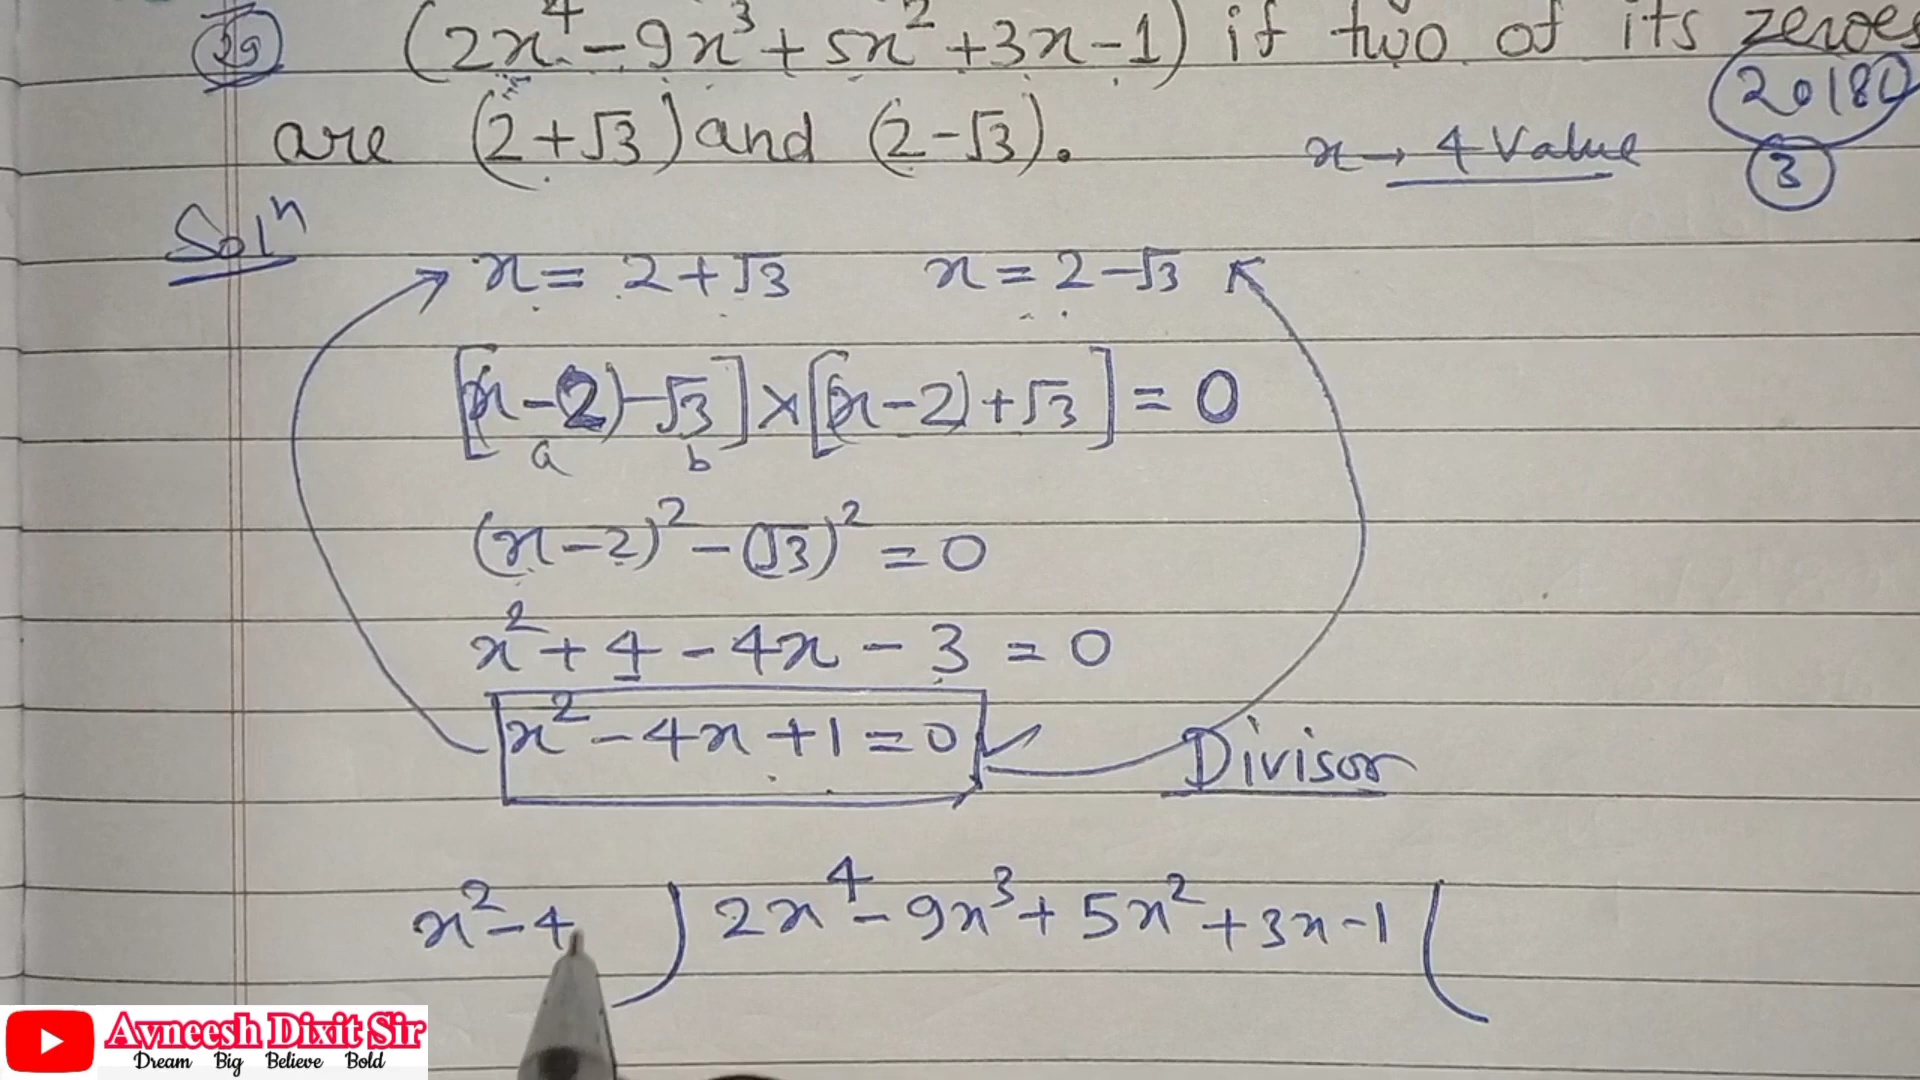 29 (2x⁴-9x³+5x²+3x-1) if two of its zeroes
are (2+√3) and (2-√3).
x → 4 Value
2018
3
Solⁿ
x = 2+√3 x = 2-√3
[(x-2)-√3]×[(x-2)+√3] = 0
a b
(x-2)²-(√3)² = 0
x²+4-4x-3 = 0
x²-4x+1=0
Divisor
x²-4 ) 2x⁴-9x³+5x²+3x-1 (
Avneesh Dixit Sir
Dream Big Believe Bold